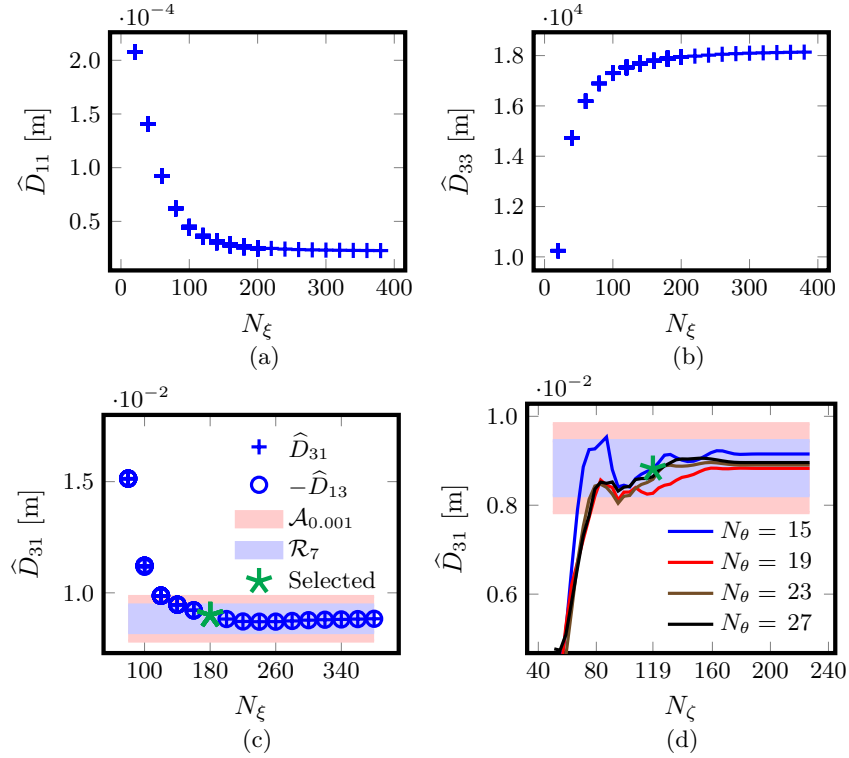 ·10⁻⁴
2.0
1.5
1.0
0.5
D̂₁₁ [m]
0 100 200 300 400
N_ξ
(a)
·10⁴
1.8
1.6
1.4
1.2
1.0
D̂₃₃ [m]
0 100 200 300 400
N_ξ
(b)
·10⁻²
1.5
1.0
D̂₃₁ [m]
D̂₃₁
−D̂₁₃
𝒜₀.₀₀₁
ℛ₇
Selected
100 180 260 340
N_ξ
(c)
·10⁻²
1.0
0.8
0.6
D̂₃₁ [m]
N_θ = 15
N_θ = 19
N_θ = 23
N_θ = 27
40 80 119 160 200 240
N_ζ
(d)